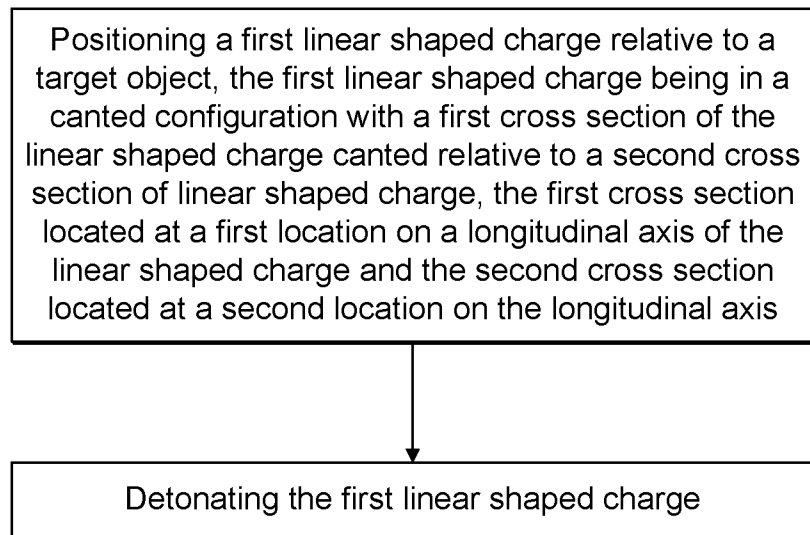 Positioning a first linear shaped charge relative to a
target object, the first linear shaped charge being in a
canted configuration with a first cross section of the
linear shaped charge canted relative to a second cross
section of linear shaped charge, the first cross section
located at a first location on a longitudinal axis of the
linear shaped charge and the second cross section
located at a second location on the longitudinal axis
Detonating the first linear shaped charge